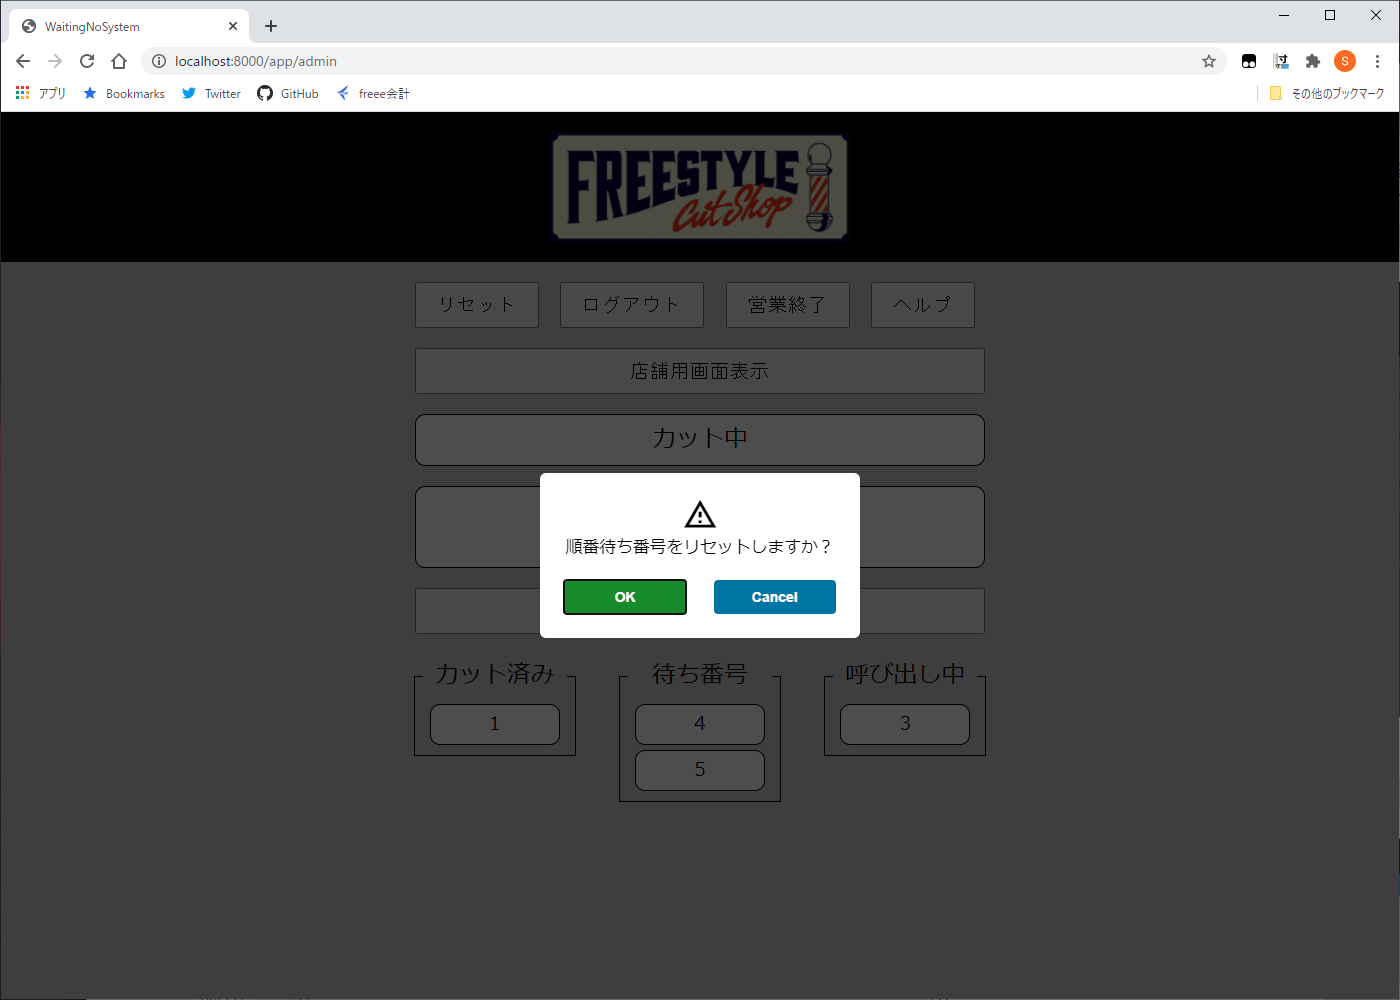 WaitingNoSystem
localhost:8000/app/admin
S
アプリ Bookmarks Twitter GitHub freee会計 その他のブックマーク
FREESTYLE
Cut Shop
リセット ログアウト 営業終了 ヘルプ
店舗用画面表示
カット中
順番待ち番号をリセットしますか？
OK Cancel
カット済み 待ち番号 呼び出し中
1 4 3
5